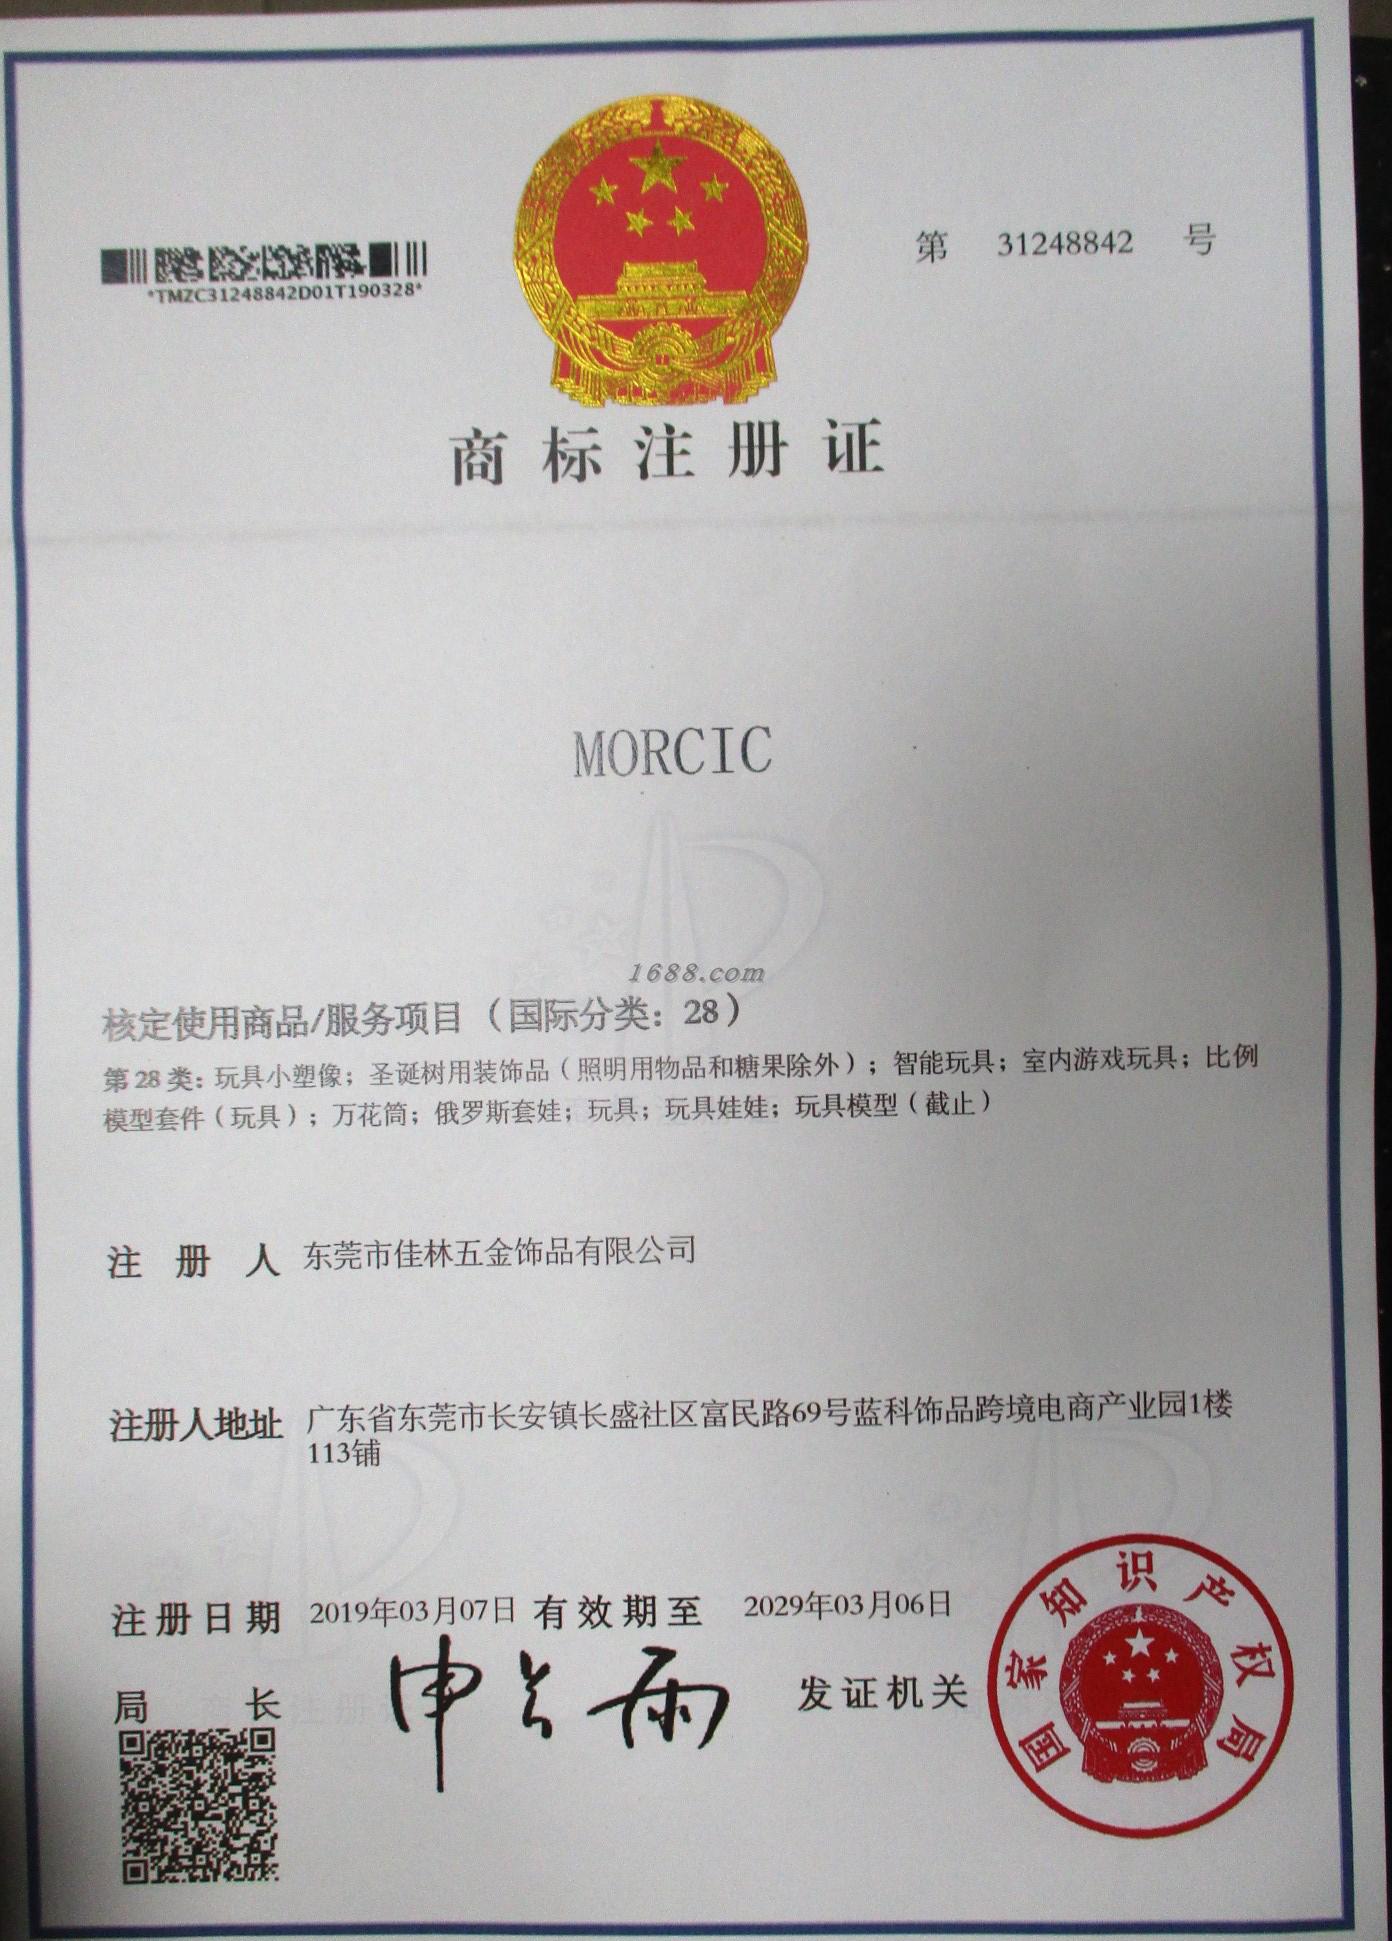 *TMZC31248842D01T190328*
第 31248842 号
商标注册证
MORCIC
1688.com
核定使用商品/服务项目（国际分类：28）
第28类：玩具小塑像；圣诞树用装饰品（照明用物品和糖果除外）；智能玩具；室内游戏玩具；比例
模型套件（玩具）；万花筒；俄罗斯套娃；玩具；玩具娃娃；玩具模型（截止）
注册人 东莞市佳林五金饰品有限公司
注册人地址 广东省东莞市长安镇长盛社区富民路69号蓝科饰品跨境电商产业园1楼
113铺
注册日期 2019年03月07日 有效期至 2029年03月06日
局长 申长雨 发证机关
国家知识产权局